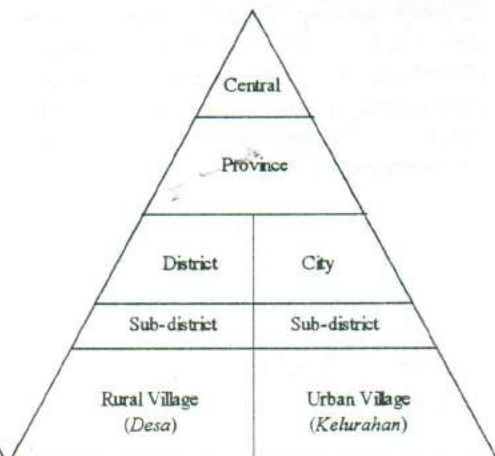 Central
Province
District City
Sub-district Sub-district
Rural Village Urban Village
(Desa) (Kelurahan)